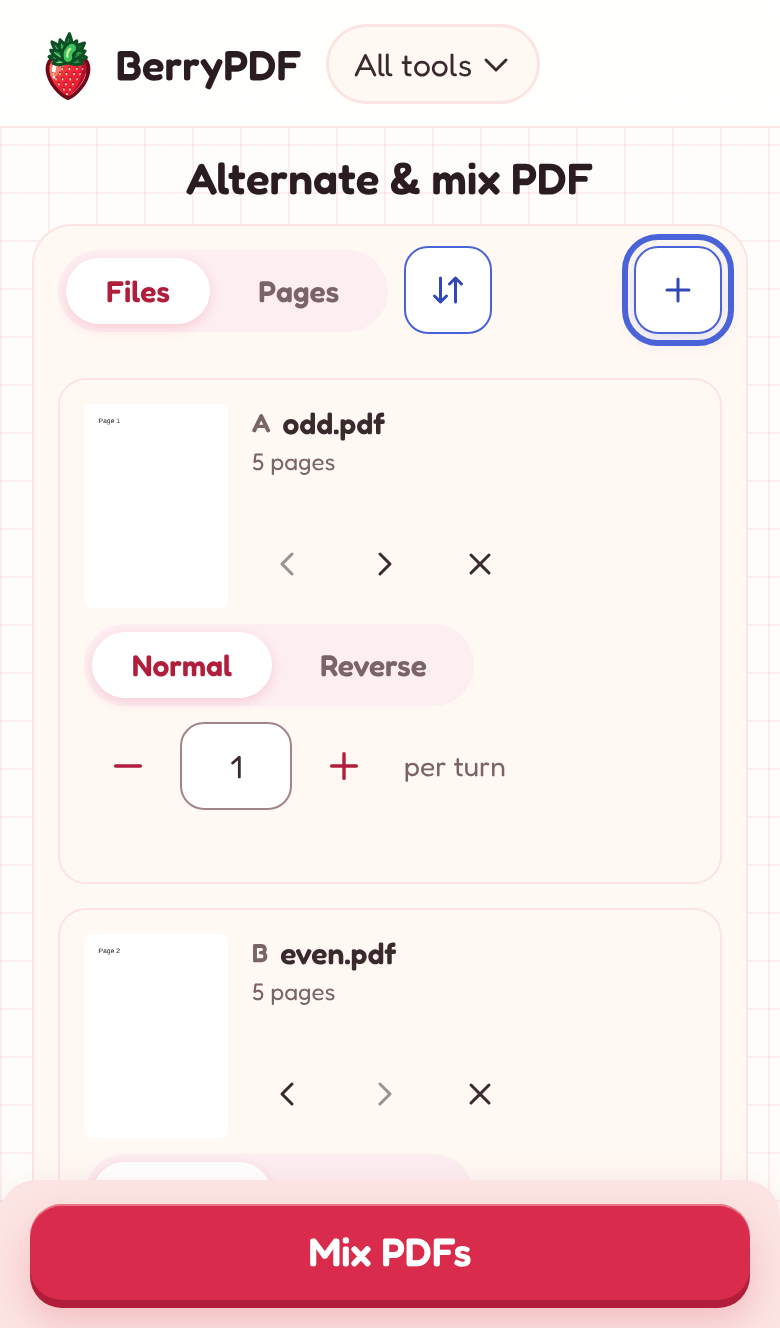 BerryPDF
All tools
Alternate & mix PDF
Files
Pages
Page 1
A odd.pdf
5 pages
Normal
Reverse
1
per turn
Page 2
B even.pdf
5 pages
Mix PDFs